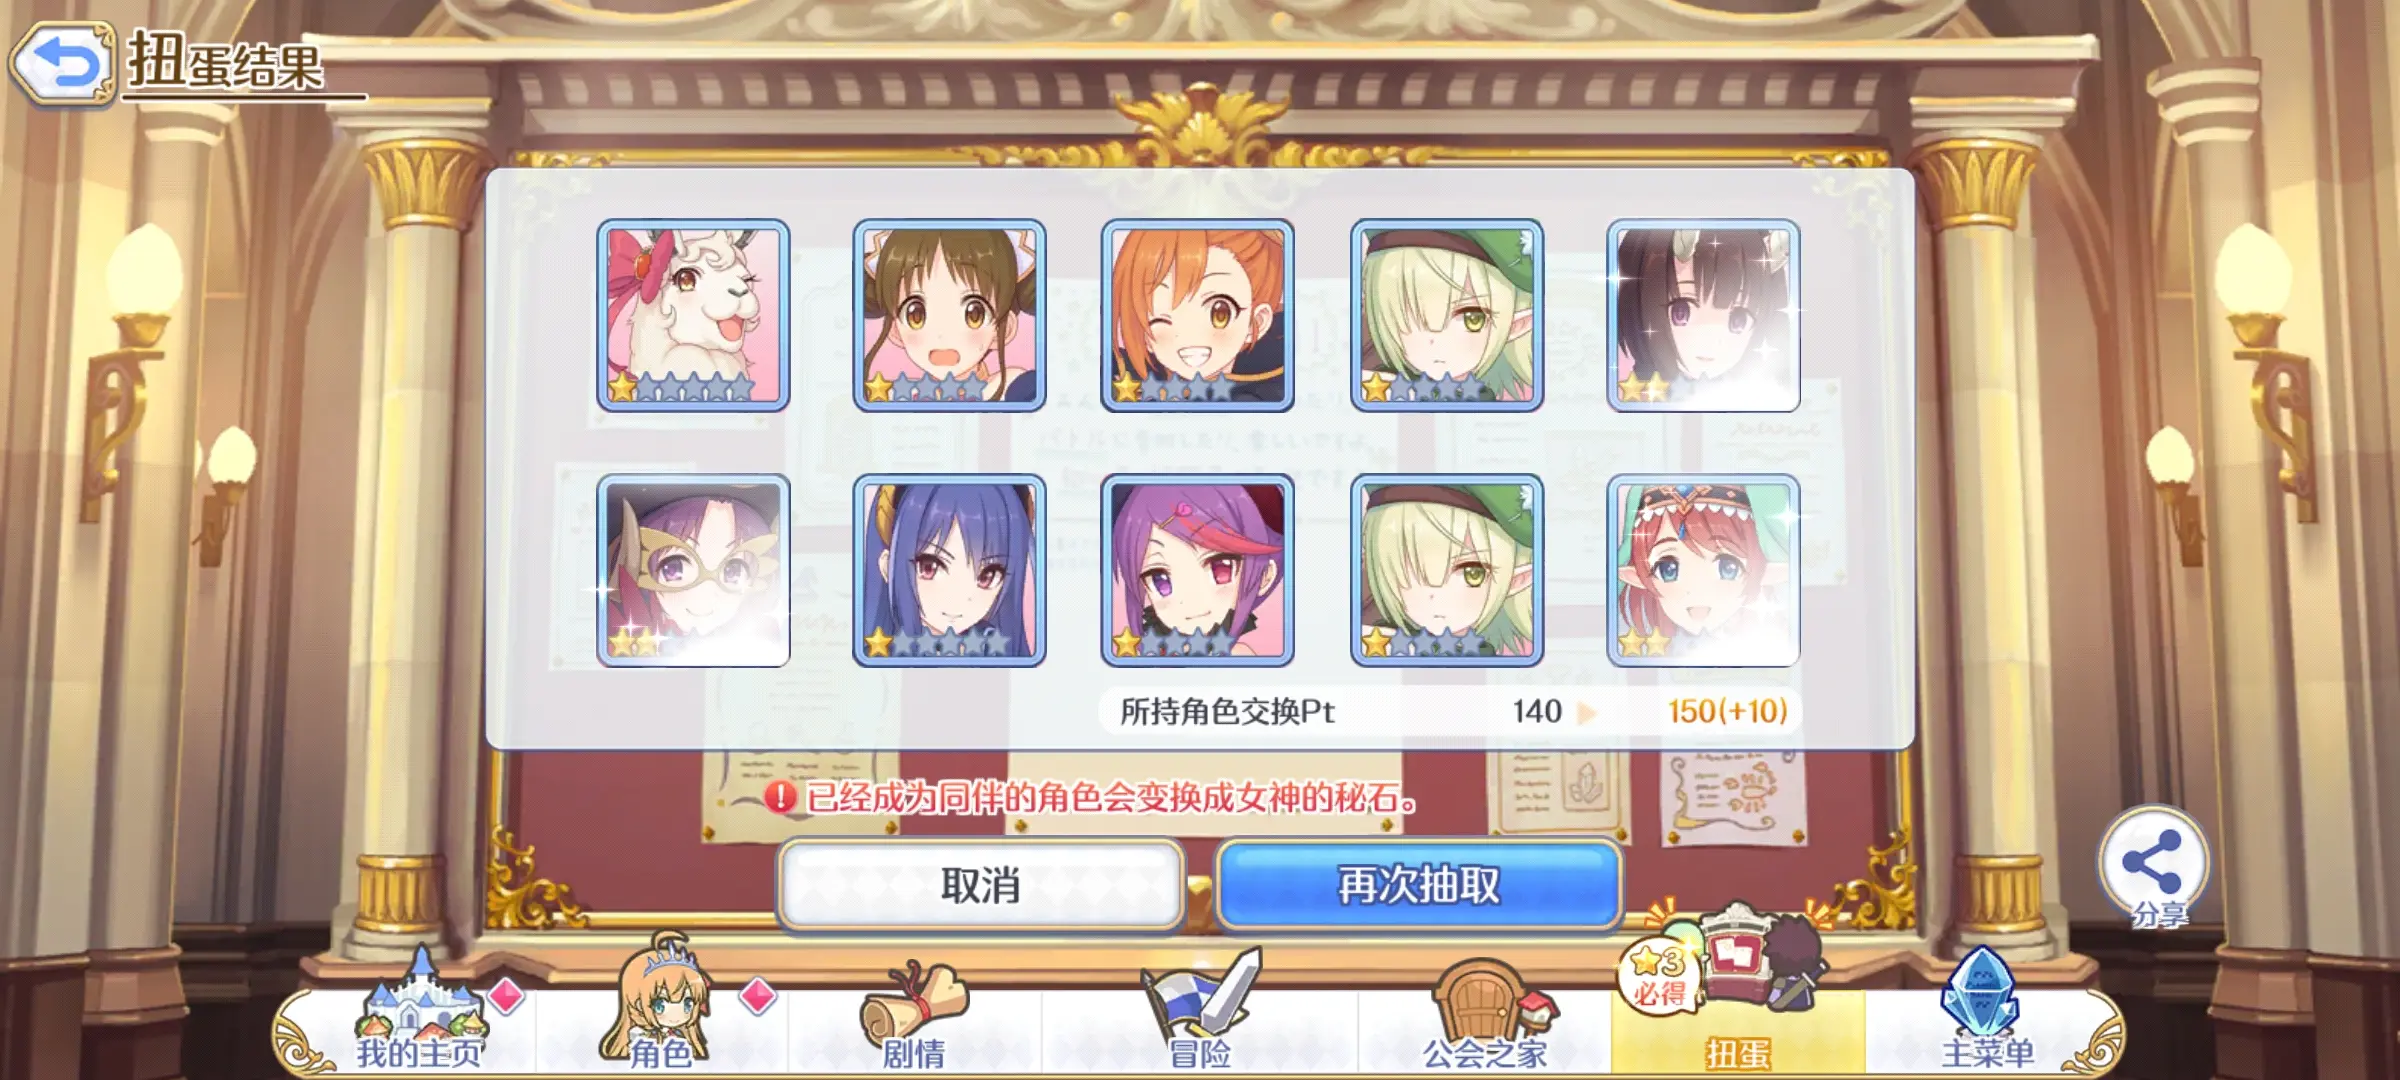 扭蛋结果
所持角色交换Pt 140 150(+10)
已经成为同伴的角色会变换成女神的秘石。
取消
再次抽取
分享
3
必得
我的主页
角色
剧情
冒险
公会之家
扭蛋
主菜单